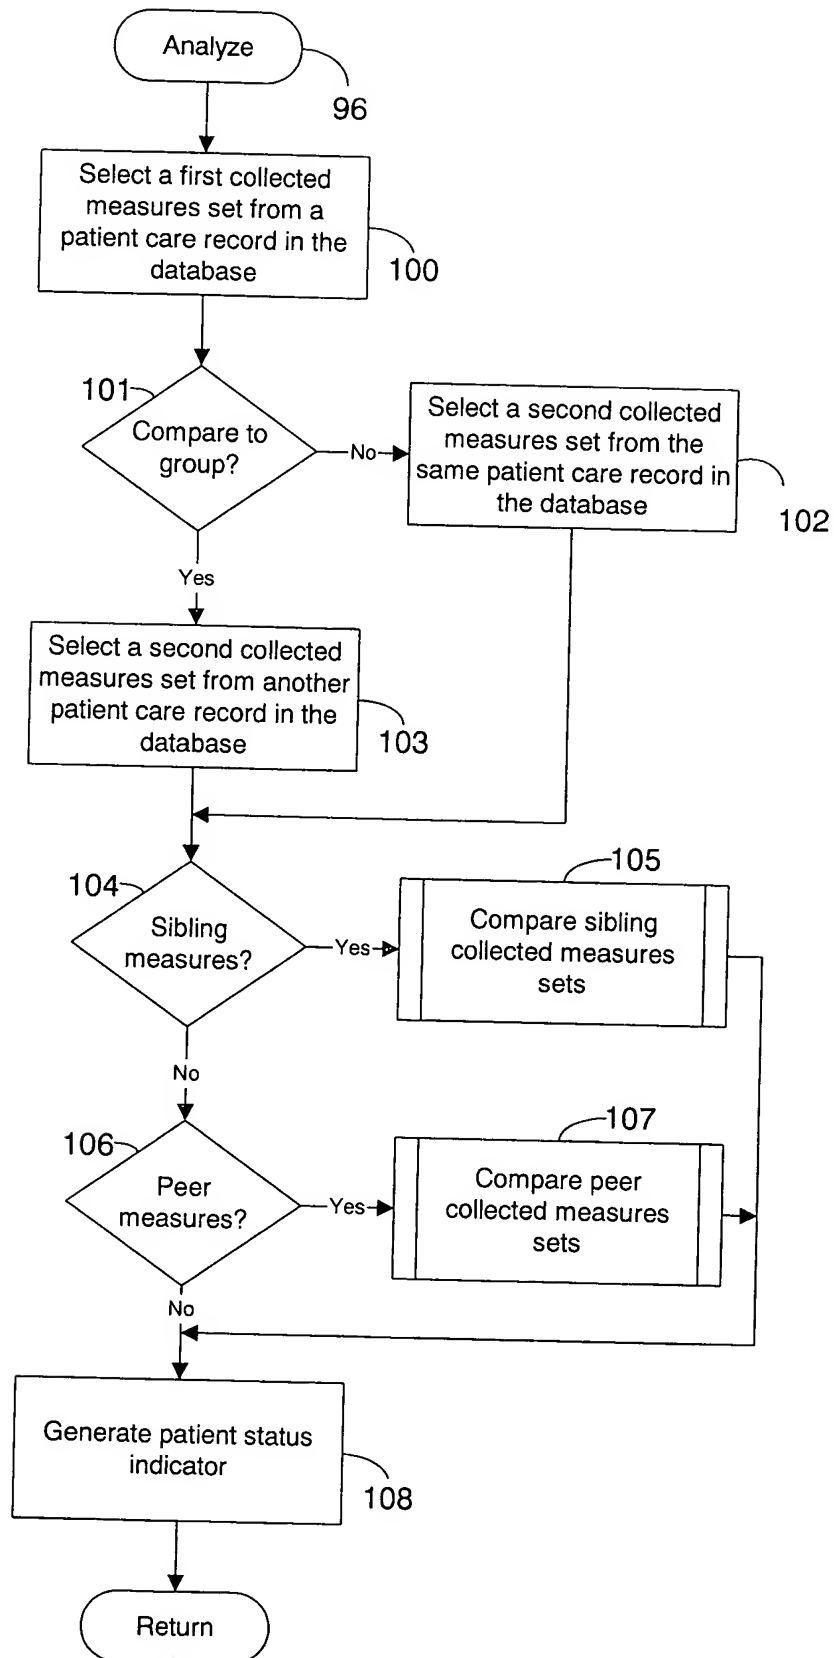 Analyze
96
Select a first collected
measures set from a
patient care record in the
database
100
101
Compare to
group?
No
Select a second collected
measures set from the
same patient care record in
the database
102
Yes
Select a second collected
measures set from another
patient care record in the
database
103
104
Sibling
measures?
Yes
105
Compare sibling
collected measures
sets
No
106
Peer
measures?
Yes
107
Compare peer
collected measures
sets
No
Generate patient status
indicator
108
Return